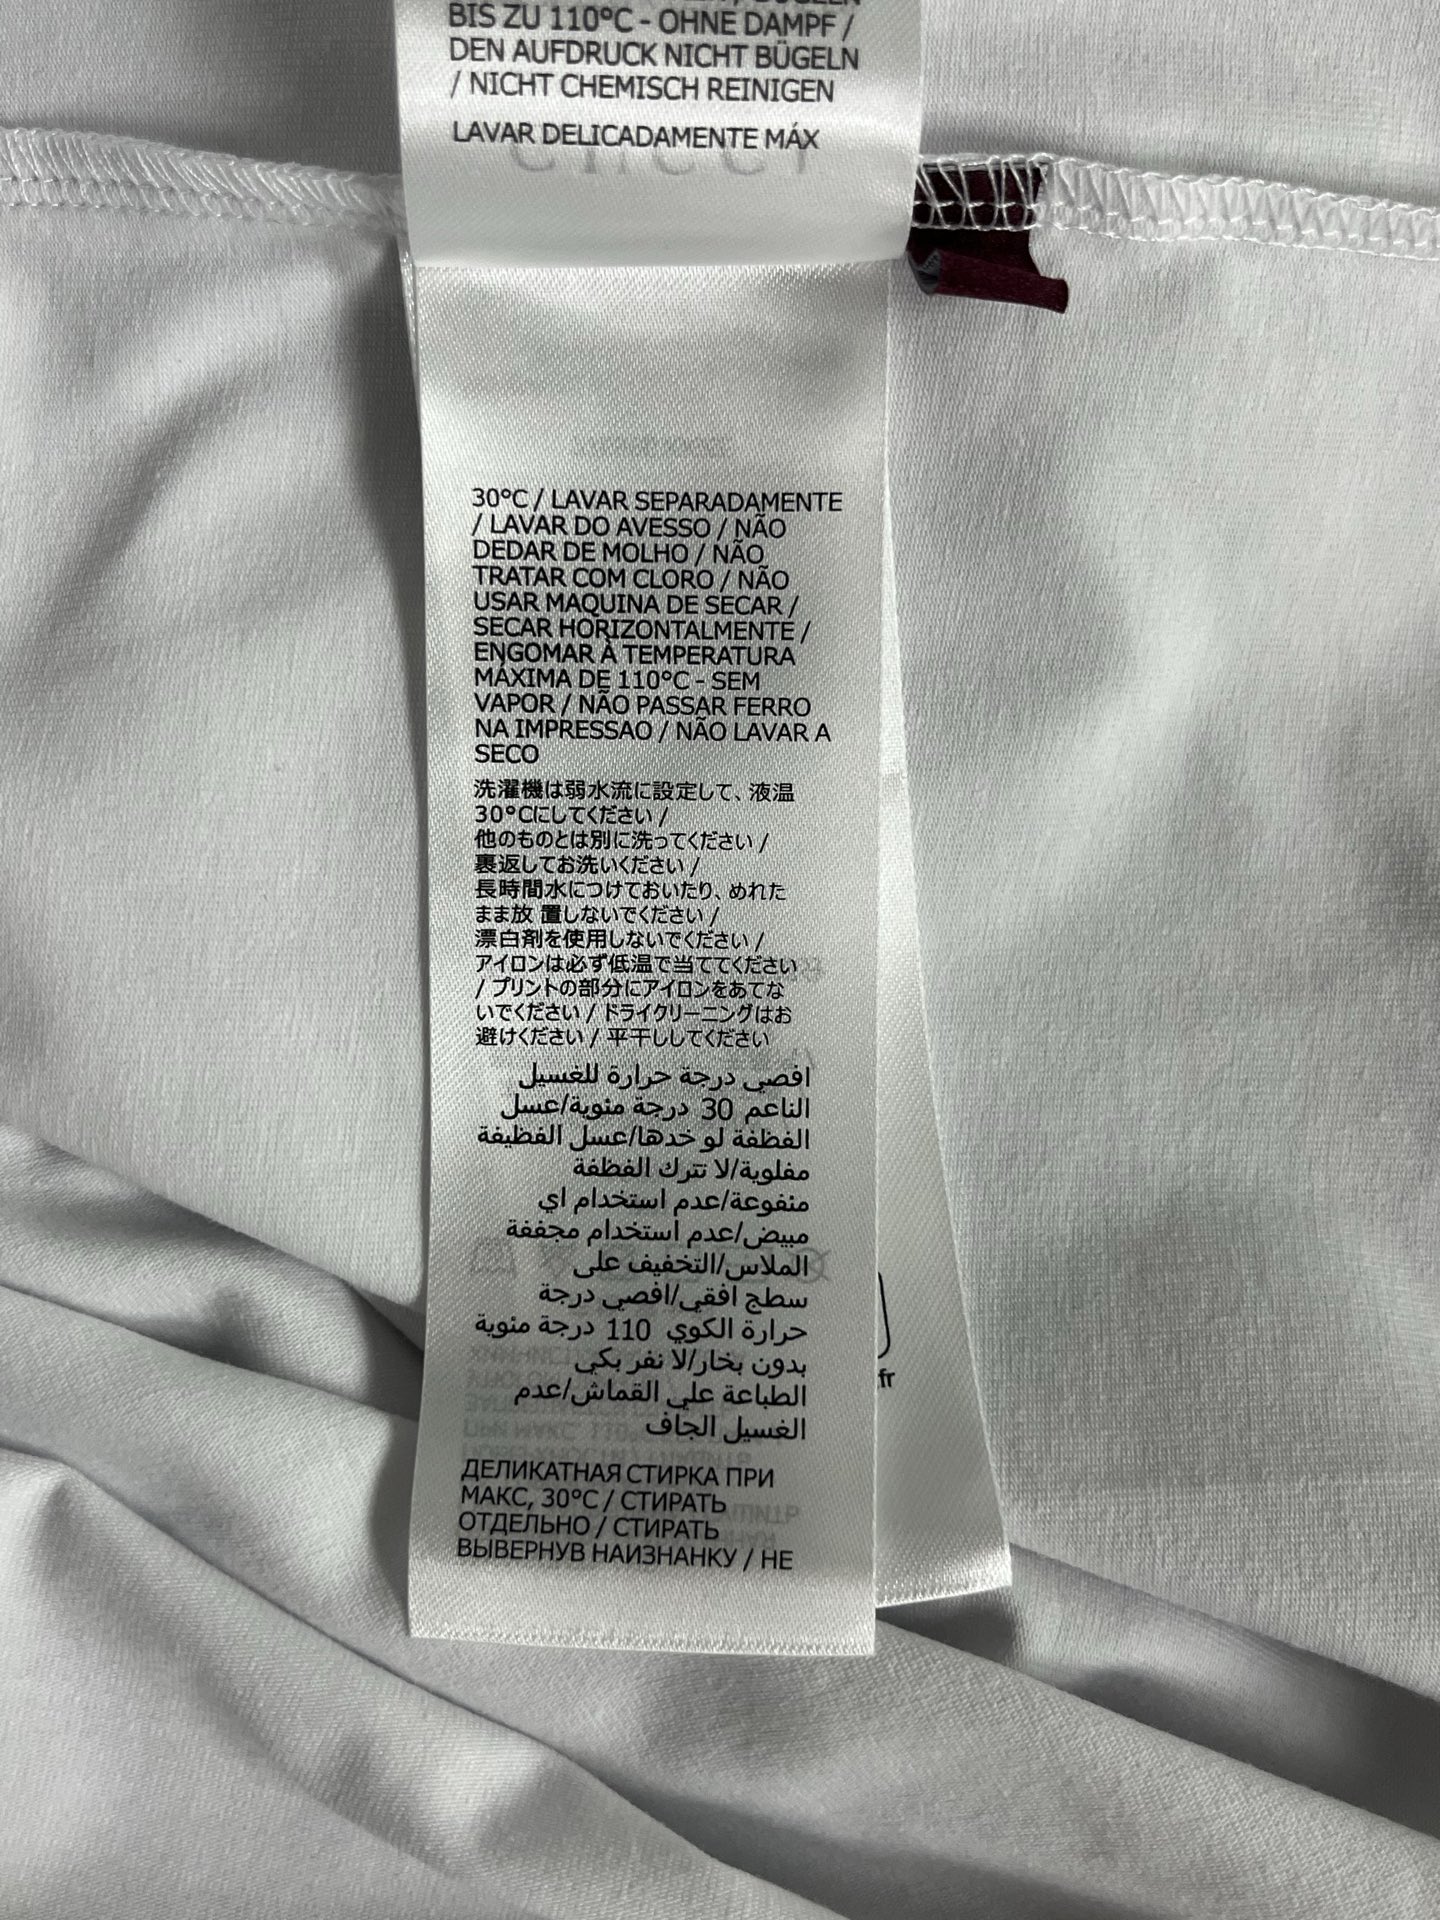 BIS ZU 110°C - OHNE DAMPF /
DEN AUFDRUCK NICHT BÜGELN
/ NICHT CHEMISCH REINIGEN
LAVAR DELICADAMENTE MÁX
30°C / LAVAR SEPARADAMENTE
/ LAVAR DO AVESSO / NÃO
DEDAR DE MOLHO / NÃO
TRATAR COM CLORO / NÃO
USAR MAQUINA DE SECAR /
SECAR HORIZONTALMENTE /
ENGOMAR À TEMPERATURA
MÁXIMA DE 110°C - SEM
VAPOR / NÃO PASSAR FERRO
NA IMPRESSAO / NÃO LAVAR A
SECO
洗濯機は弱水流に設定して、液温
30°Cにしてください /
他のものとは別に洗ってください /
裏返してお洗いください /
長時間水につけておいたり、めれた
まま放 置しないでください /
漂白剤を使用しないでください /
アイロンは必ず低温で当ててください
/ プリントの部分にアイロンをあてな
いでください / ドライクリーニングはお
避けください / 平干ししてください
افصي درجة حرارة للغسيل
الناعم 30 درجة مئوية/عسل
الفظفة لو خدها/عسل الفظيفة
مفلوية/لا تترك الفظفة
منفوعة/عدم استخدام اي
مبيض/عدم استخدام مجففة
الملاس/التخفيف على
سطح افقي/افصي درجة
حرارة الكوي 110 درجة مئوية
بدون بخار/لا نفر بكي
الطباعة علي القماش/عدم
الغسيل الجاف
ДЕЛИКАТНАЯ СТИРКА ПРИ
МАКС, 30°C / СТИРАТЬ
ОТДЕЛЬНО / СТИРАТЬ
ВЫВЕРНУВ НАИЗНАНКУ / НЕ
.fr